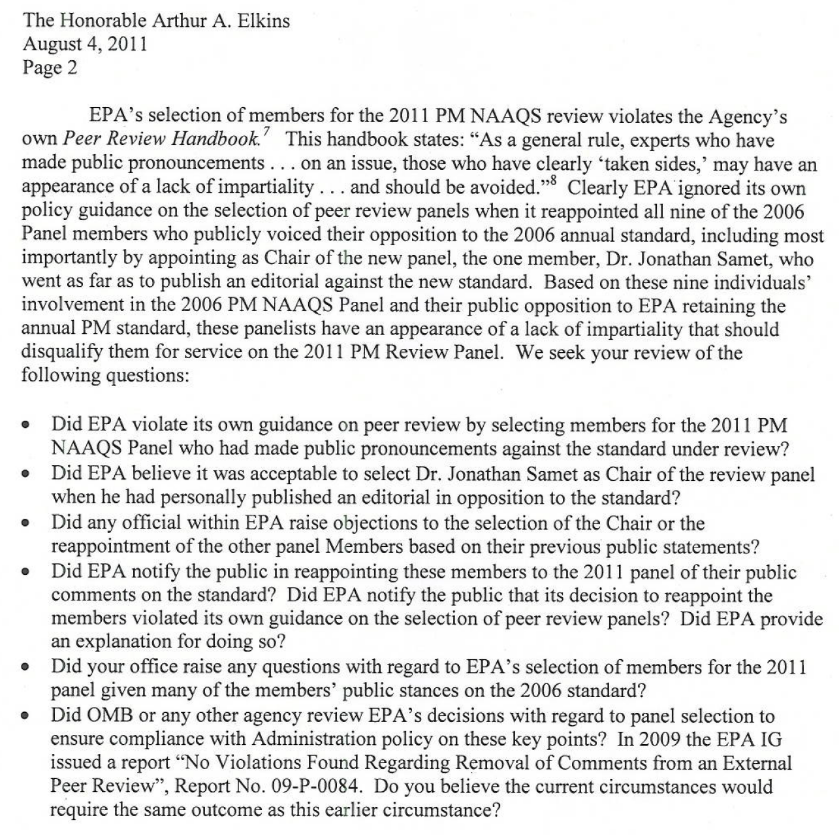 The Honorable Arthur A. Elkins
August 4, 2011
Page 2
EPA's selection of members for the 2011 PM NAAQS review violates the Agency's
own Peer Review Handbook.7 This handbook states: “As a general rule, experts who have
made public pronouncements . . . on an issue, those who have clearly ‘taken sides,’ may have an
appearance of a lack of impartiality . . . and should be avoided.”8 Clearly EPA ignored its own
policy guidance on the selection of peer review panels when it reappointed all nine of the 2006
Panel members who publicly voiced their opposition to the 2006 annual standard, including most
importantly by appointing as Chair of the new panel, the one member, Dr. Jonathan Samet, who
went as far as to publish an editorial against the new standard. Based on these nine individuals’
involvement in the 2006 PM NAAQS Panel and their public opposition to EPA retaining the
annual PM standard, these panelists have an appearance of a lack of impartiality that should
disqualify them for service on the 2011 PM Review Panel. We seek your review of the
following questions:
• Did EPA violate its own guidance on peer review by selecting members for the 2011 PM
NAAQS Panel who had made public pronouncements against the standard under review?
• Did EPA believe it was acceptable to select Dr. Jonathan Samet as Chair of the review panel
when he had personally published an editorial in opposition to the standard?
• Did any official within EPA raise objections to the selection of the Chair or the
reappointment of the other panel Members based on their previous public statements?
• Did EPA notify the public in reappointing these members to the 2011 panel of their public
comments on the standard? Did EPA notify the public that its decision to reappoint the
members violated its own guidance on the selection of peer review panels? Did EPA provide
an explanation for doing so?
• Did your office raise any questions with regard to EPA’s selection of members for the 2011
panel given many of the members’ public stances on the 2006 standard?
• Did OMB or any other agency review EPA’s decisions with regard to panel selection to
ensure compliance with Administration policy on these key points? In 2009 the EPA IG
issued a report “No Violations Found Regarding Removal of Comments from an External
Peer Review”, Report No. 09-P-0084. Do you believe the current circumstances would
require the same outcome as this earlier circumstance?